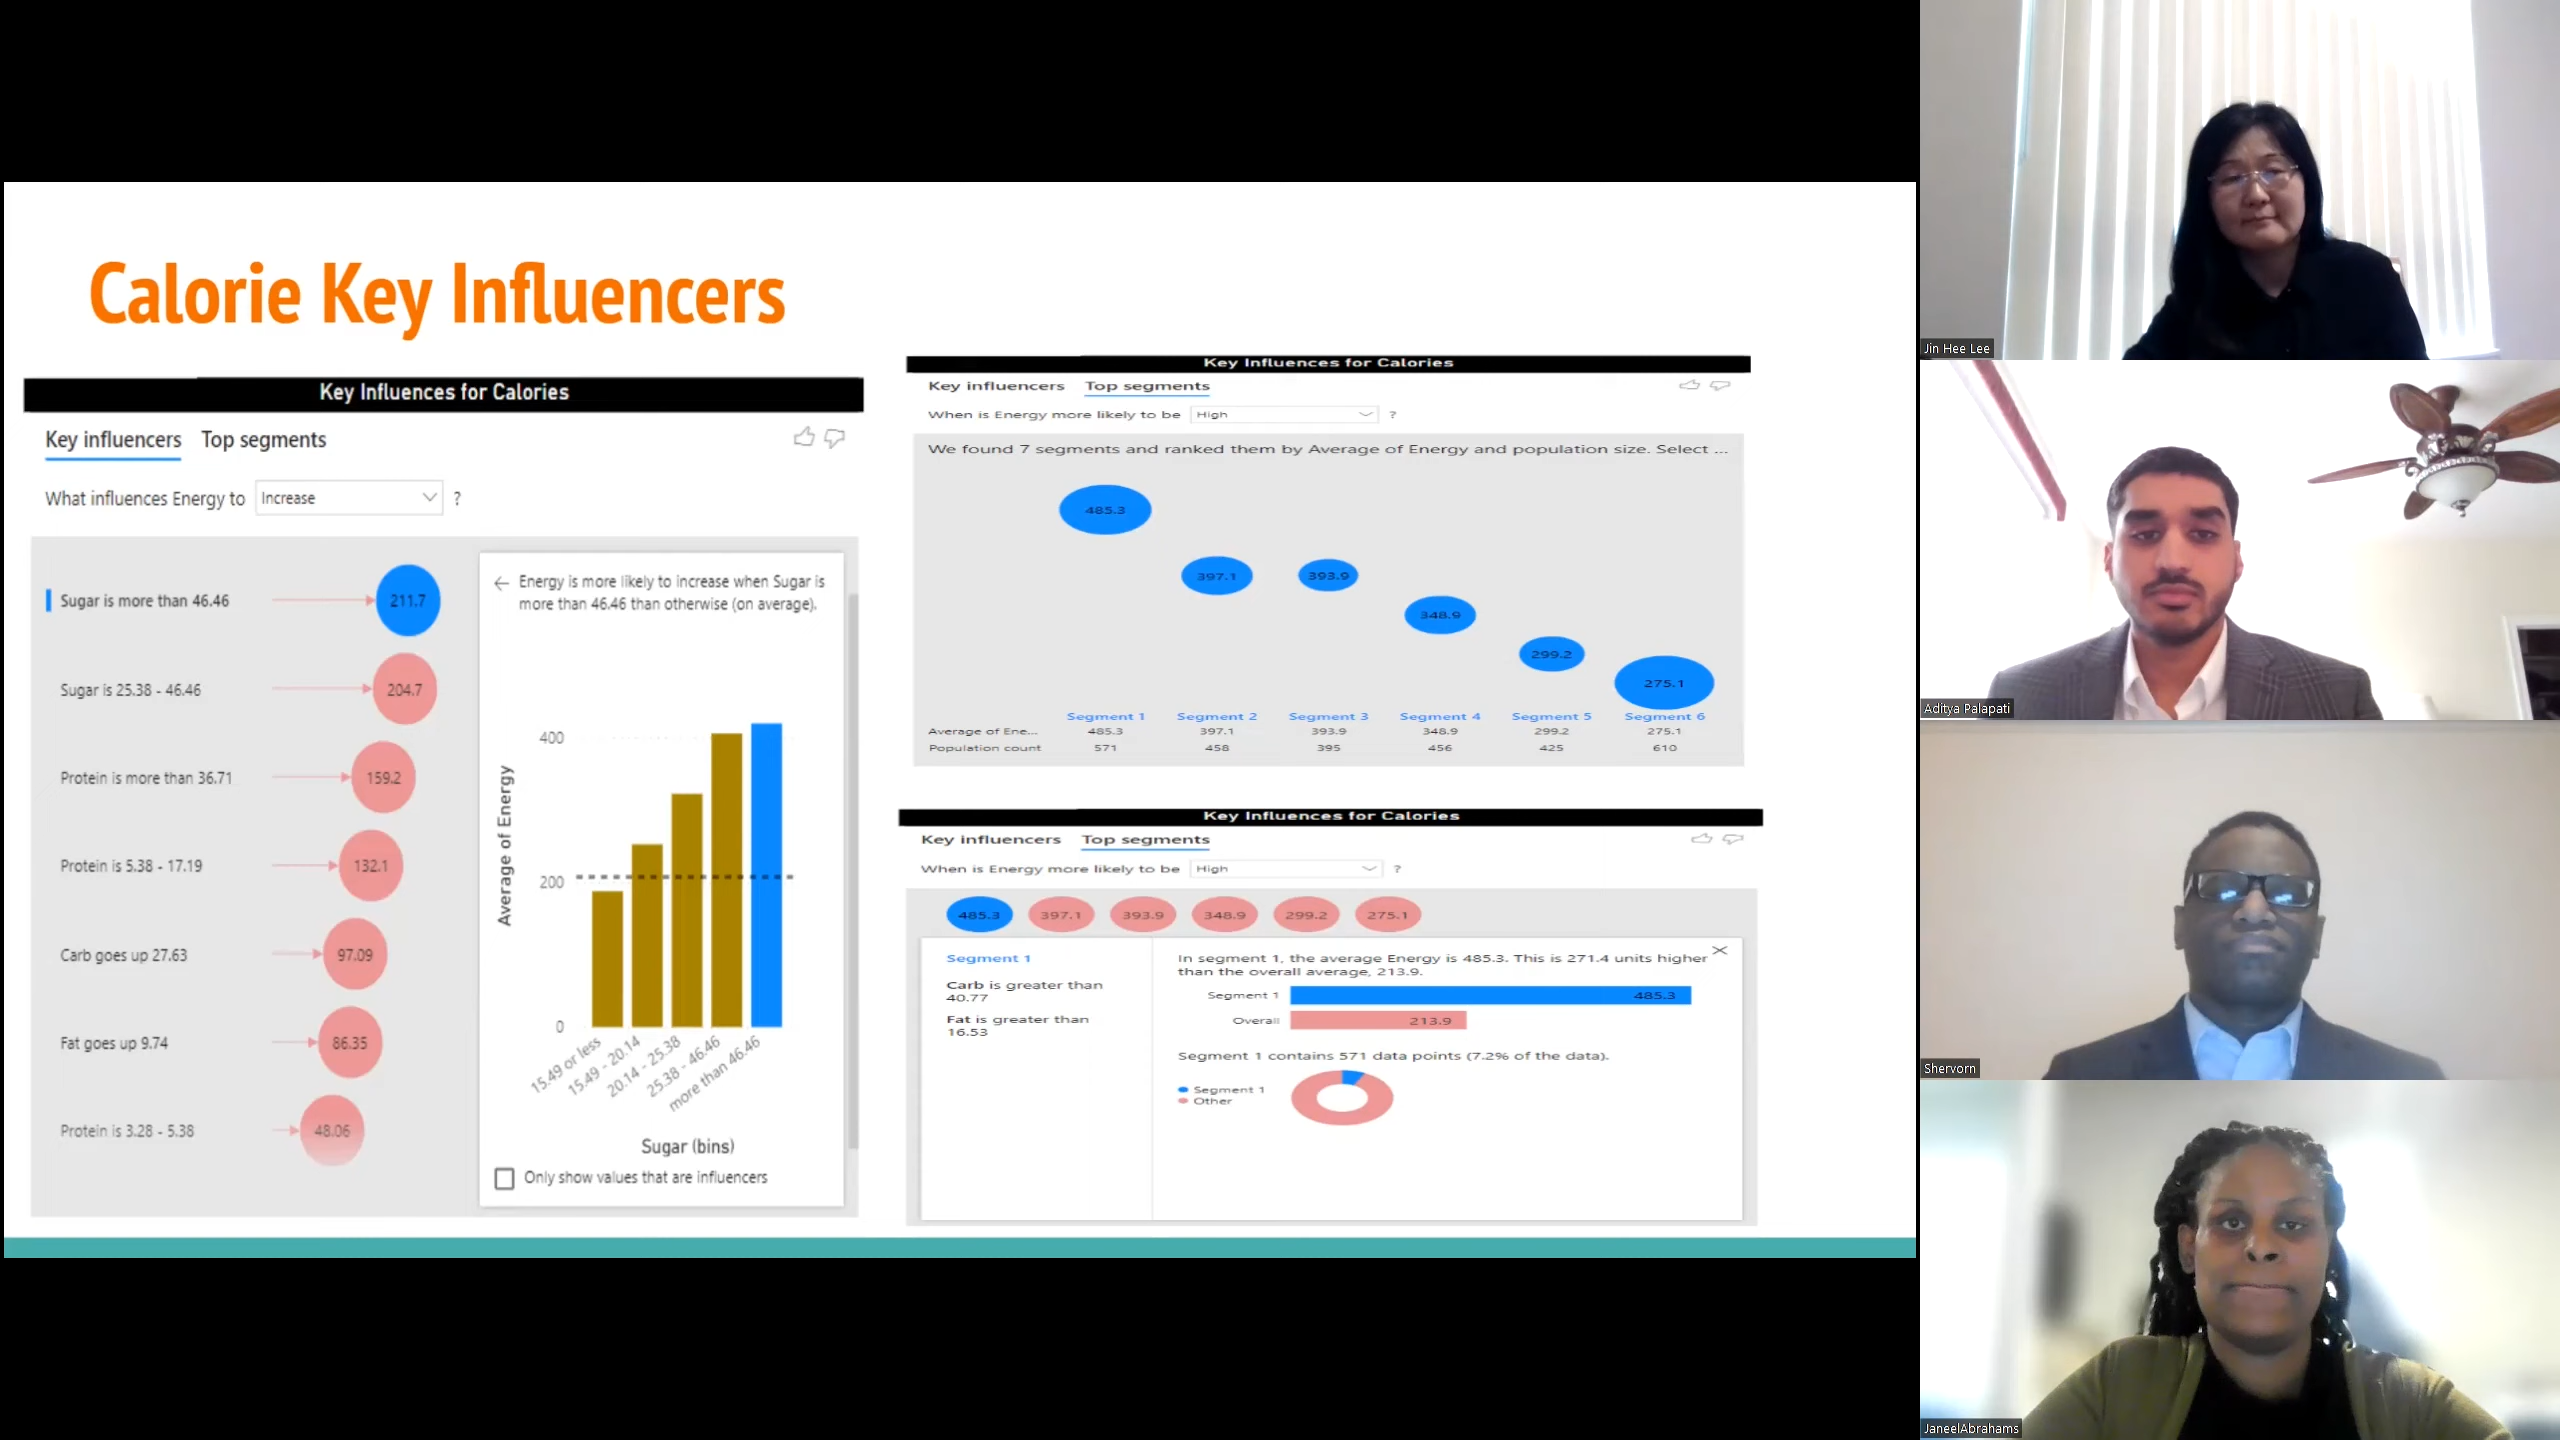 Calorie Key Influencers
Key Influences for Calories
Key influencers Top segments
What influences Energy to Increase ?
Sugar is more than 46.46 211.7
Sugar is 25.38 - 46.46 204.7
Protein is more than 36.71 159.2
Protein is 5.38 - 17.19 132.1
Carb goes up 27.63 97.09
Fat goes up 9.74 86.35
Protein is 3.28 - 5.38 48.06
Energy is more likely to increase when Sugar is
more than 46.46 than otherwise (on average).
Average of Energy
400
200
0
15.49 or less
15.49 - 20.14
20.14 - 25.38
25.38 - 46.46
more than 46.46
Sugar (bins)
Only show values that are influencers
Key Influences for Calories
Key influencers Top segments
When is Energy more likely to be High ?
We found 7 segments and ranked them by Average of Energy and population size. Select ...
485.3
397.1
393.9
348.9
299.2
275.1
Segment 1 Segment 2 Segment 3 Segment 4 Segment 5 Segment 6
Average of Ene... 485.3 397.1 393.9 348.9 299.2 275.1
Population count 571 458 395 456 425 610
Key Influences for Calories
Key influencers Top segments
When is Energy more likely to be High ?
485.3 397.1 393.9 348.9 299.2 275.1
Segment 1
Carb is greater than
40.77
Fat is greater than
16.53
In segment 1, the average Energy is 485.3. This is 271.4 units higher
than the overall average, 213.9.
Segment 1 485.3
Overall 213.9
Segment 1 contains 571 data points (7.2% of the data).
Segment 1
Other
Jin Hee Lee
Aditya Palapati
Shervorn
JaneelAbrahams